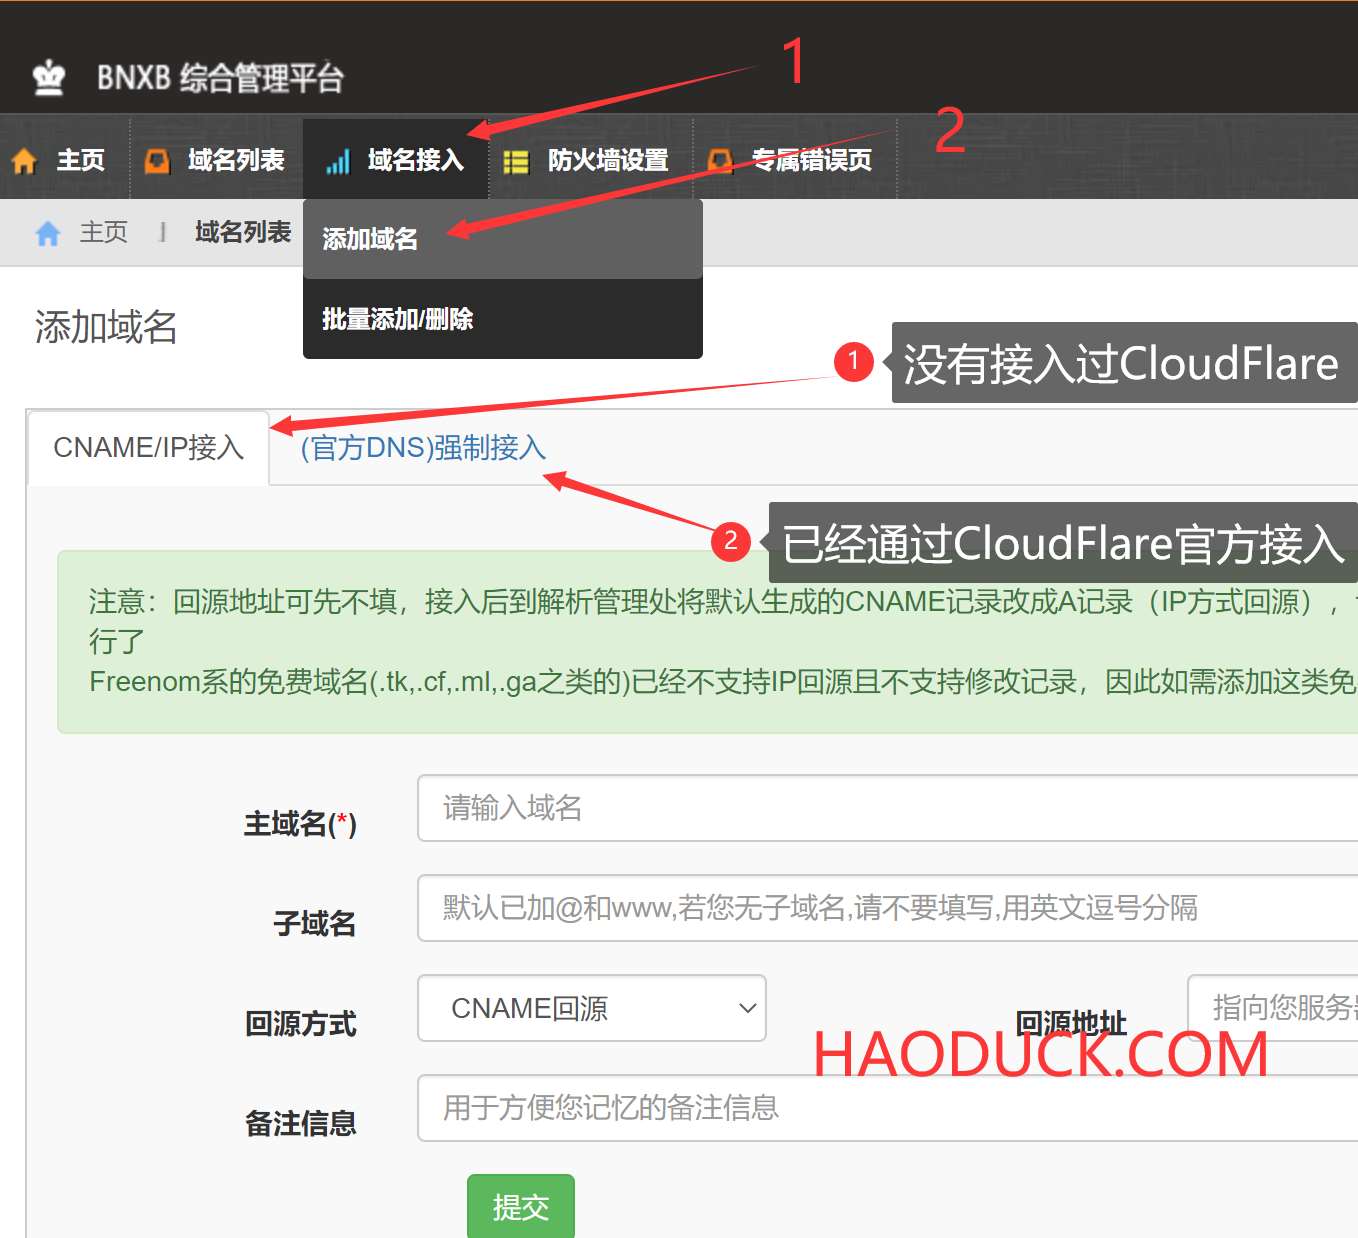 BNXB 综合管理平台
1
2
主页
域名列表
域名接入
防火墙设置
专属错误页
主页
域名列表
添加域名
批量添加/删除
添加域名
1
没有接入过CloudFlare
CNAME/IP接入
(官方DNS)强制接入
2
已经通过CloudFlare官方接入
注意：回源地址可先不填，接入后到解析管理处将默认生成的CNAME记录改成A记录（IP方式回源），
行了
Freenom系的免费域名(.tk,.cf,.ml,.ga之类的)已经不支持IP回源且不支持修改记录，因此如需添加这类免
主域名(*)
请输入域名
子域名
默认已加@和www,若您无子域名,请不要填写,用英文逗号分隔
回源方式
CNAME回源
回源地址
指向您服务
HAODUCK.COM
备注信息
用于方便您记忆的备注信息
提交